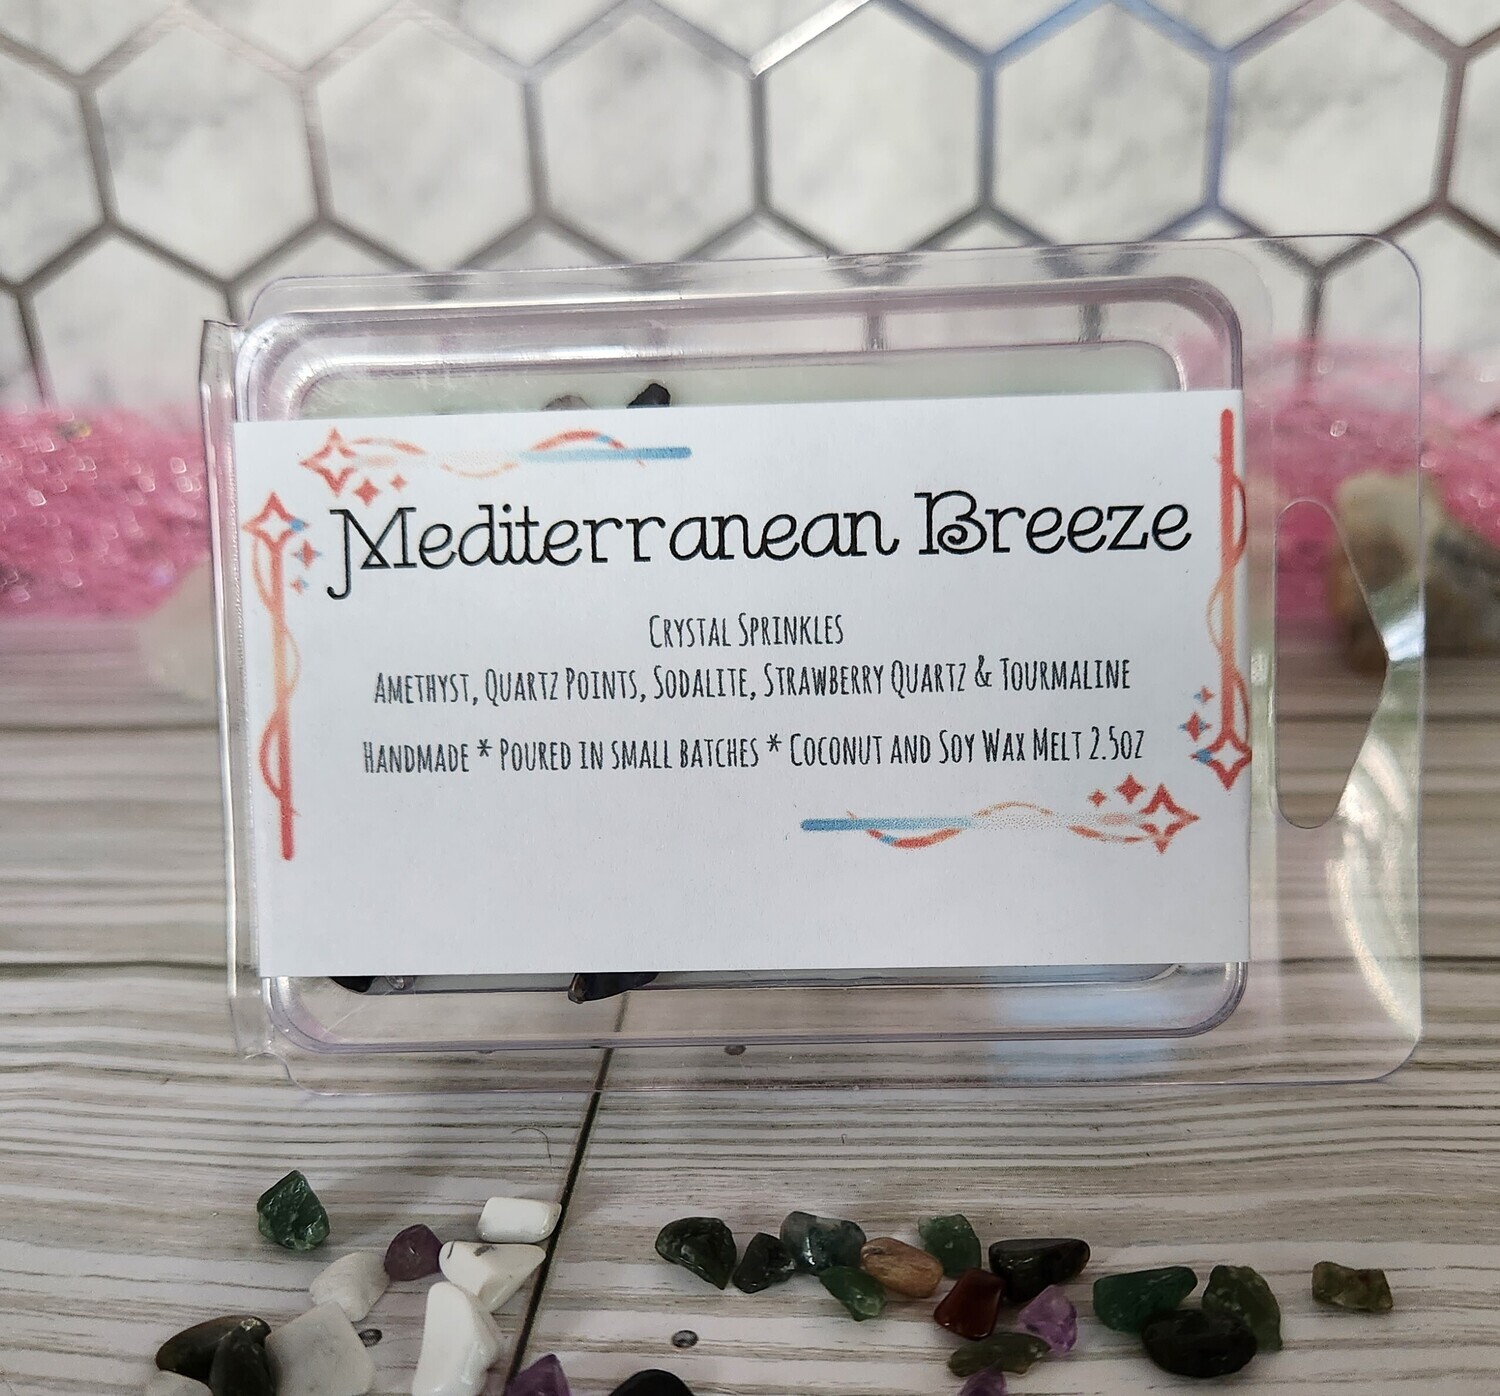 Mediterranean Breeze
Crystal Sprinkles
Amethyst, Quartz Points, Sodalite, Strawberry Quartz & Tourmaline
Handmade * Poured in small batches * Coconut and Soy Wax Melt 2.5oz